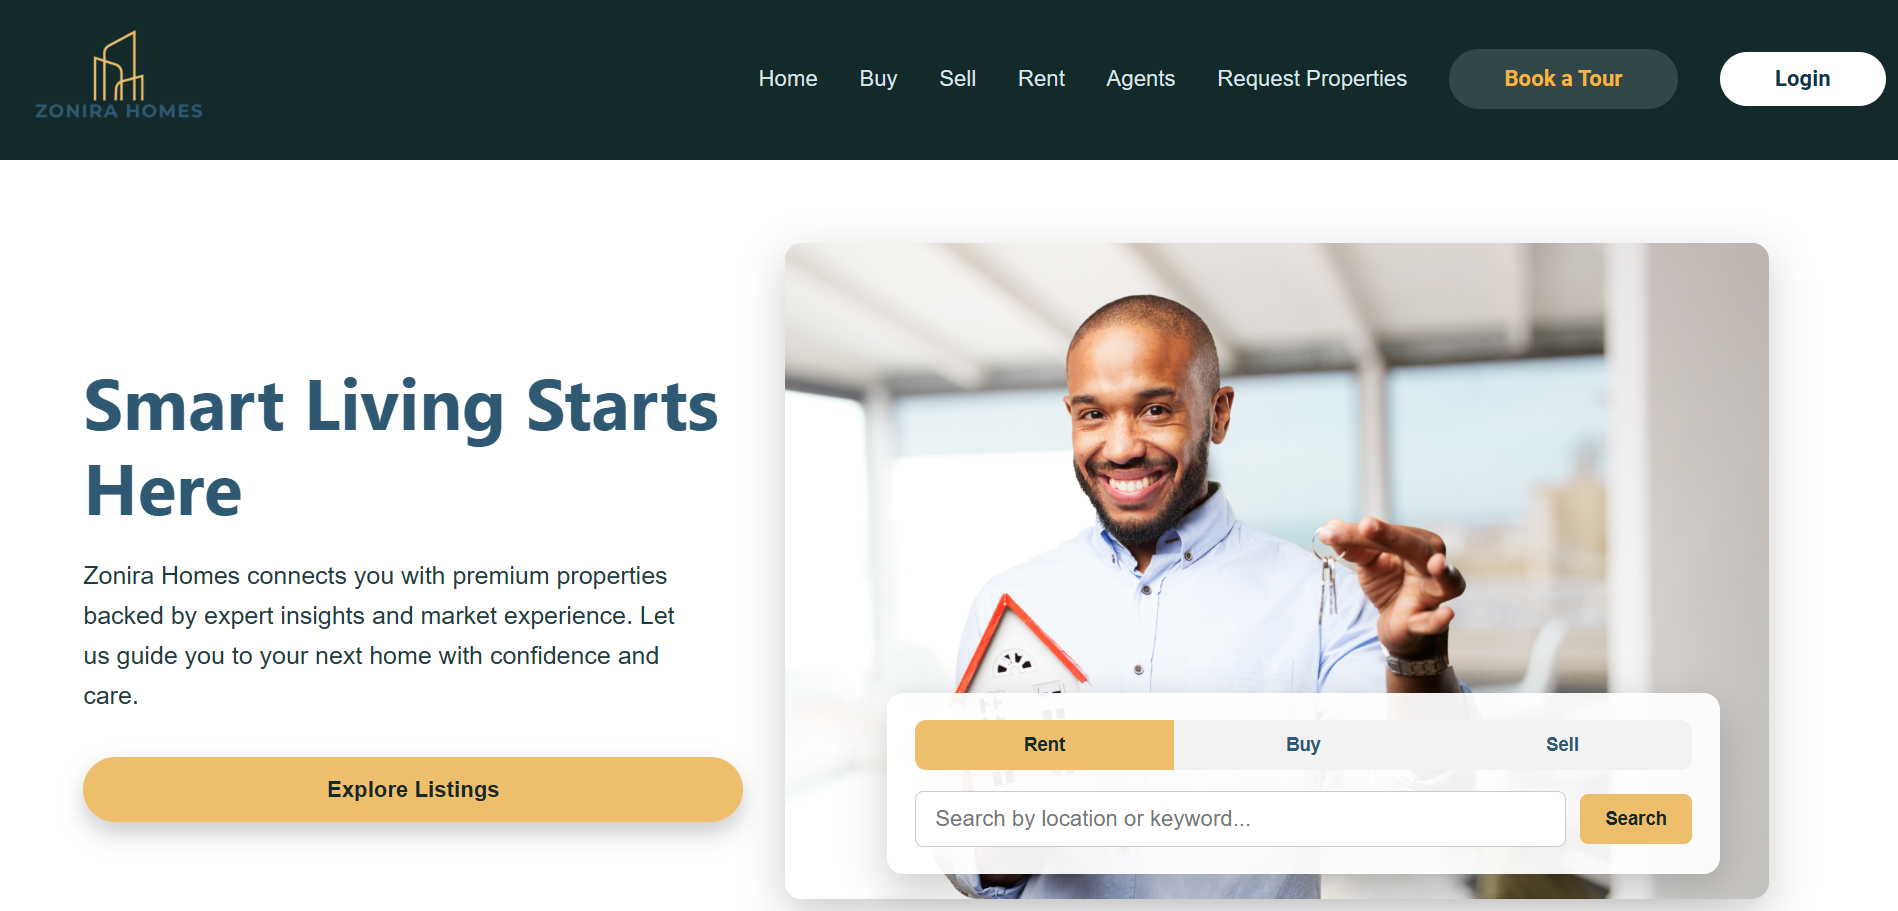 ZONIRA HOMES
Home Buy Sell Rent Agents Request Properties Book a Tour Login
Smart Living Starts
Here
Zonira Homes connects you with premium properties
backed by expert insights and market experience. Let
us guide you to your next home with confidence and
care.
Explore Listings
Rent Buy Sell
Search by location or keyword... Search